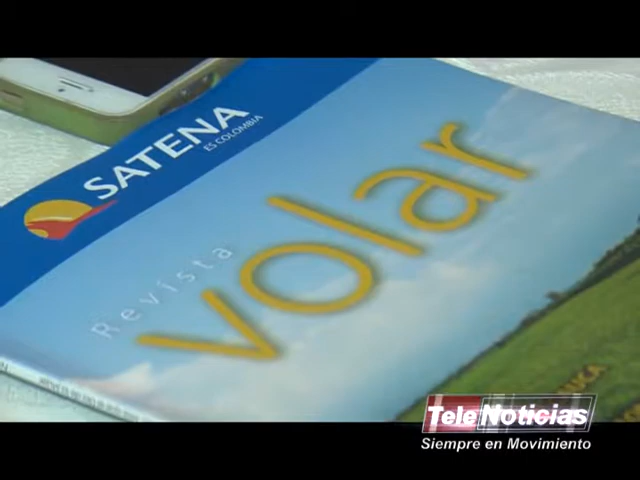 SATENA
ES COLOMBIA
Revista
volar
TeleNoticias
Siempre en Movimiento